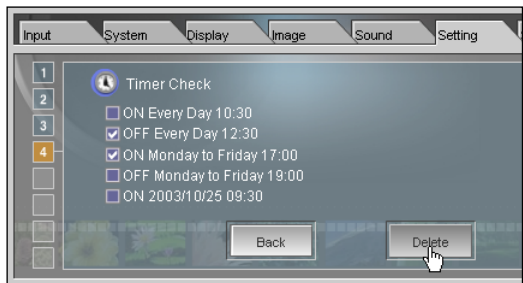 Input System Display Image Sound Setting
1
2
3
4
Timer Check
ON Every Day 10:30
OFF Every Day 12:30
ON Monday to Friday 17:00
OFF Monday to Friday 19:00
ON 2003/10/25 09:30
Back Delete